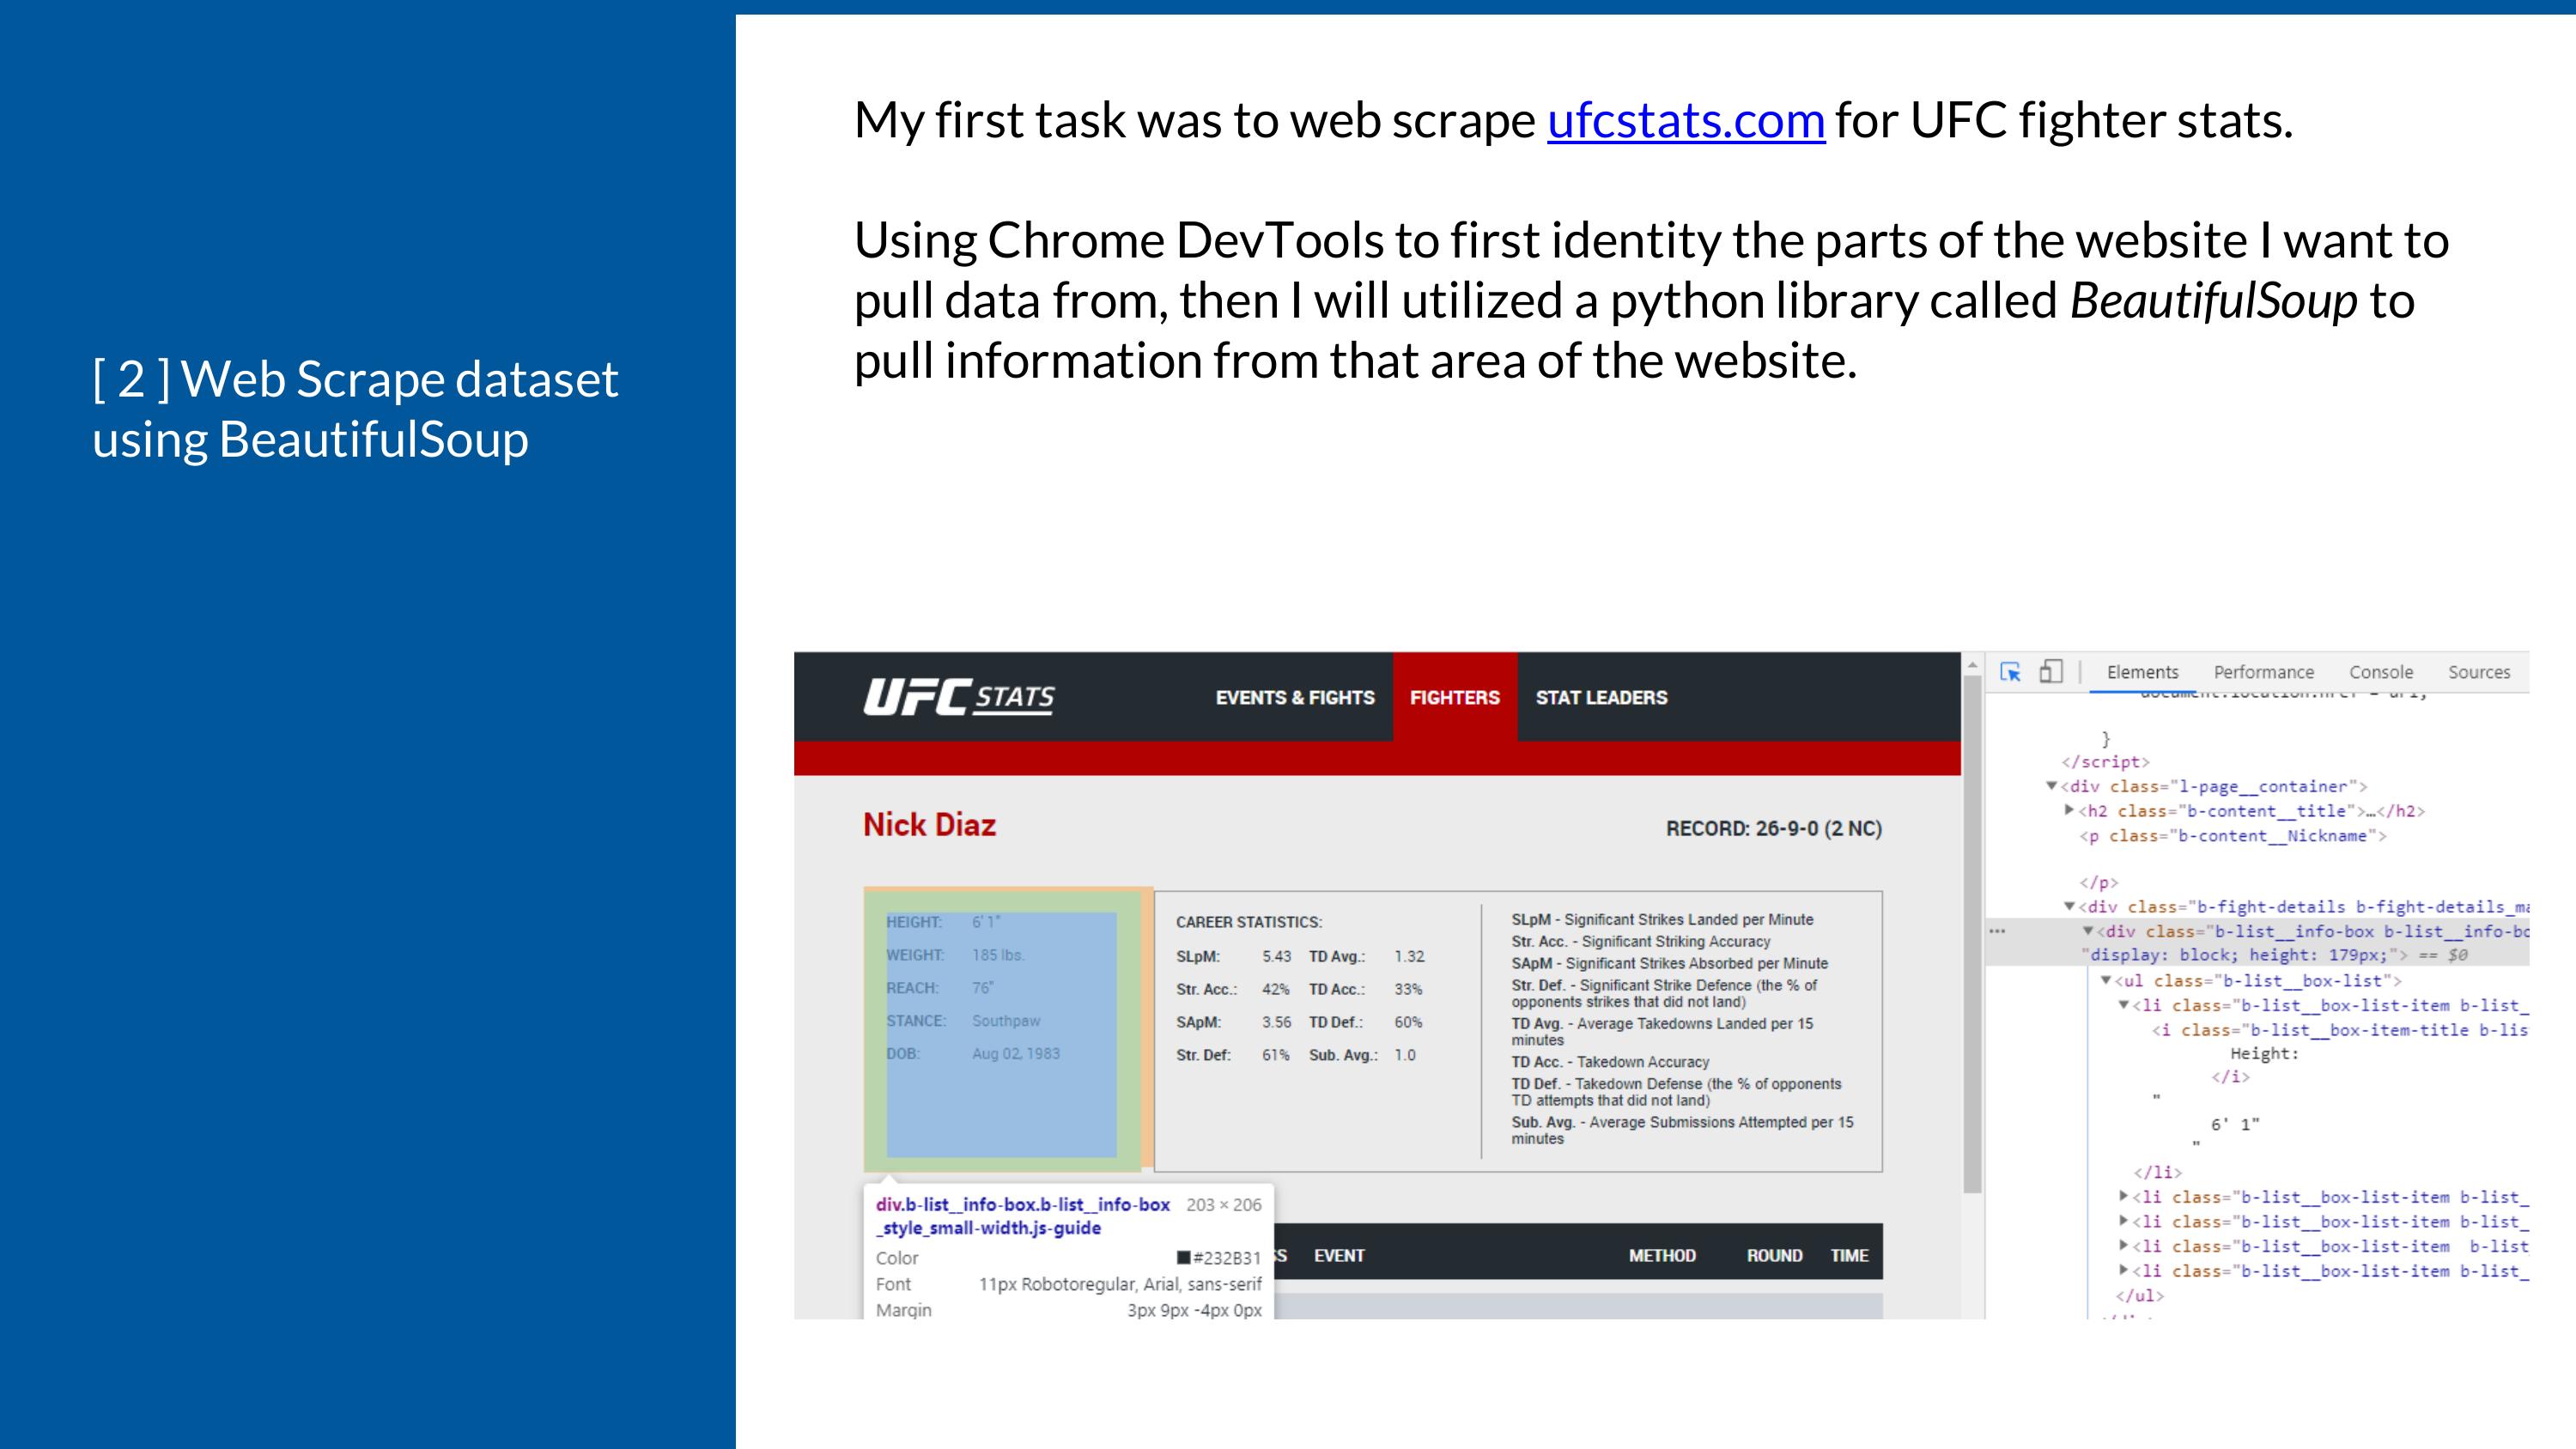 [ 2 ] Web Scrape dataset
using BeautifulSoup
My first task was to web scrape ufcstats.com for UFC fighter stats.
Using Chrome DevTools to first identity the parts of the website I want to
pull data from, then I will utilized a python library called BeautifulSoup to
pull information from that area of the website.
UFC STATS
EVENTS & FIGHTS FIGHTERS STAT LEADERS
Nick Diaz
RECORD: 26-9-0 (2 NC)
HEIGHT: 6' 1"
WEIGHT: 185 lbs.
REACH: 76"
STANCE: Southpaw
DOB: Aug 02, 1983
CAREER STATISTICS:
SLpM: 5.43 TD Avg.: 1.32
Str. Acc.: 42% TD Acc.: 33%
SApM: 3.56 TD Def.: 60%
Str. Def: 61% Sub. Avg.: 1.0
SLpM - Significant Strikes Landed per Minute
Str. Acc. - Significant Striking Accuracy
SApM - Significant Strikes Absorbed per Minute
Str. Def. - Significant Strike Defence (the % of
opponents strikes that did not land)
TD Avg. - Average Takedowns Landed per 15
minutes
TD Acc. - Takedown Accuracy
TD Def. - Takedown Defense (the % of opponents
TD attempts that did not land)
Sub. Avg. - Average Submissions Attempted per 15
minutes
div.b-list__info-box.b-list__info-box 203 × 206
_style_small-width.js-guide
Color #232B31
Font 11px Robotoregular, Arial, sans-serif
Margin 3px 9px -4px 0px
SS EVENT METHOD ROUND TIME
Elements Performance Console Sources
document.location.href = url;
}
</script>
▼<div class="l-page__container">
▶<h2 class="b-content__title">…</h2>
<p class="b-content__Nickname">
</p>
▼<div class="b-fight-details b-fight-details_ma
… ▼<div class="b-list__info-box b-list__info-bo
"display: block; height: 179px;"> == $0
▼<ul class="b-list__box-list">
▼<li class="b-list__box-list-item b-list_
<i class="b-list__box-item-title b-lis
Height:
</i>
"
6' 1"
"
</li>
▶<li class="b-list__box-list-item b-list_
▶<li class="b-list__box-list-item b-list_
▶<li class="b-list__box-list-item  b-list
▶<li class="b-list__box-list-item b-list_
</ul>